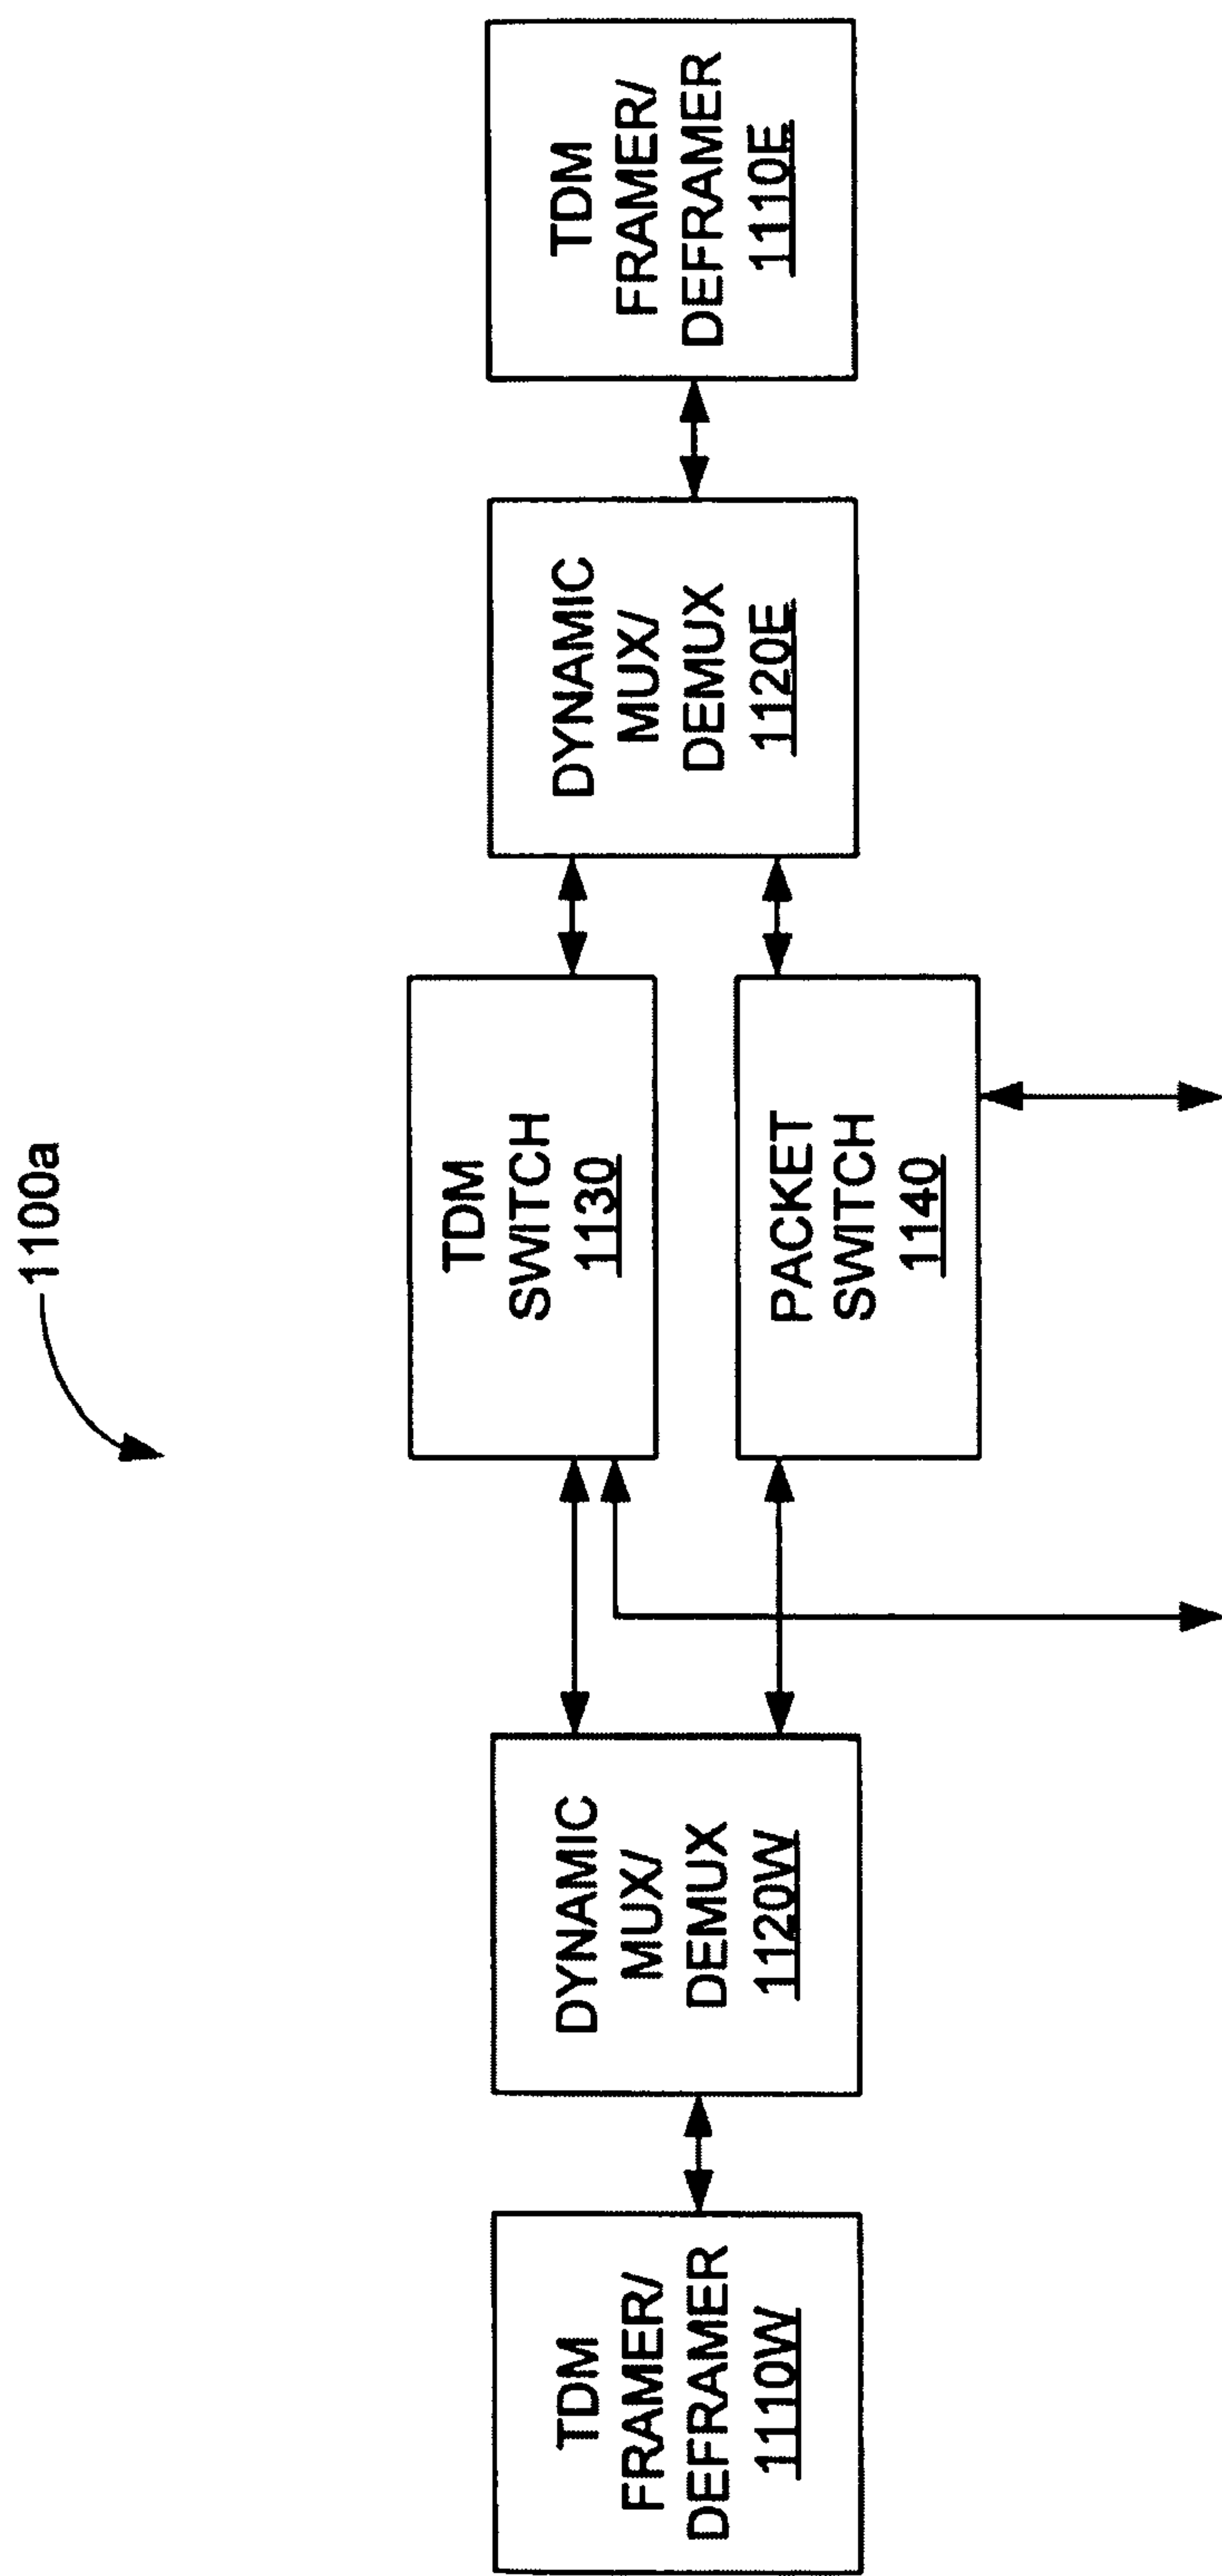 1100a
TDM
FRAMER/
DEFRAMER
1110W
DYNAMIC
MUX/
DEMUX
1120W
TDM
SWITCH
1130
PACKET
SWITCH
1140
DYNAMIC
MUX/
DEMUX
1120E
TDM
FRAMER/
DEFRAMER
1110E